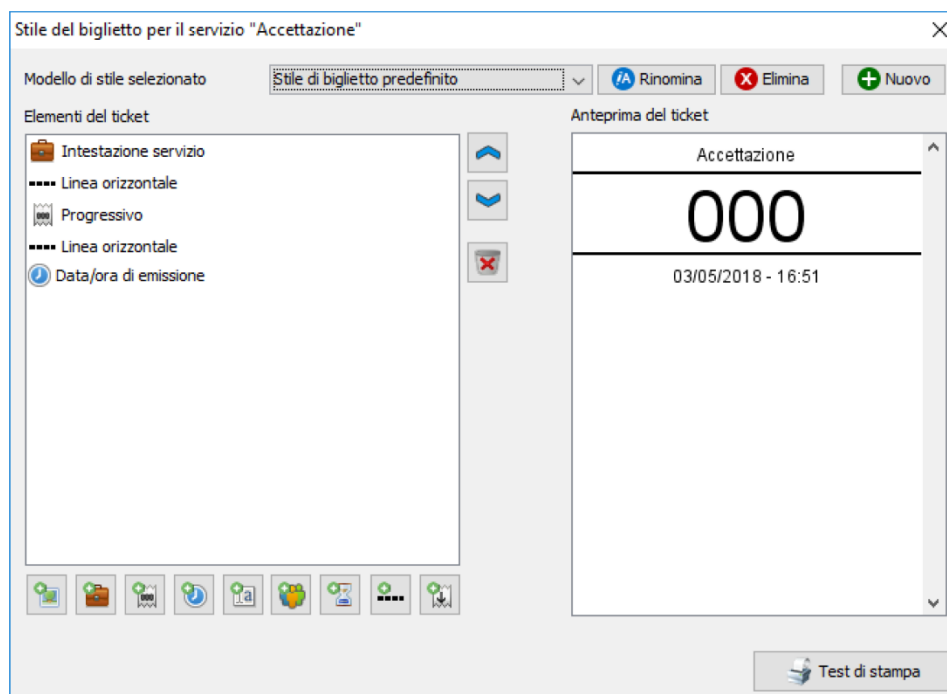 Stile del biglietto per il servizio "Accettazione"
Modello di stile selezionato
Stile di biglietto predefinito
Rinomina
Elimina
Nuovo
Elementi del ticket
Anteprima del ticket
Intestazione servizio
Linea orizzontale
Progressivo
Linea orizzontale
Data/ora di emissione
Accettazione
000
03/05/2018 - 16:51
Test di stampa